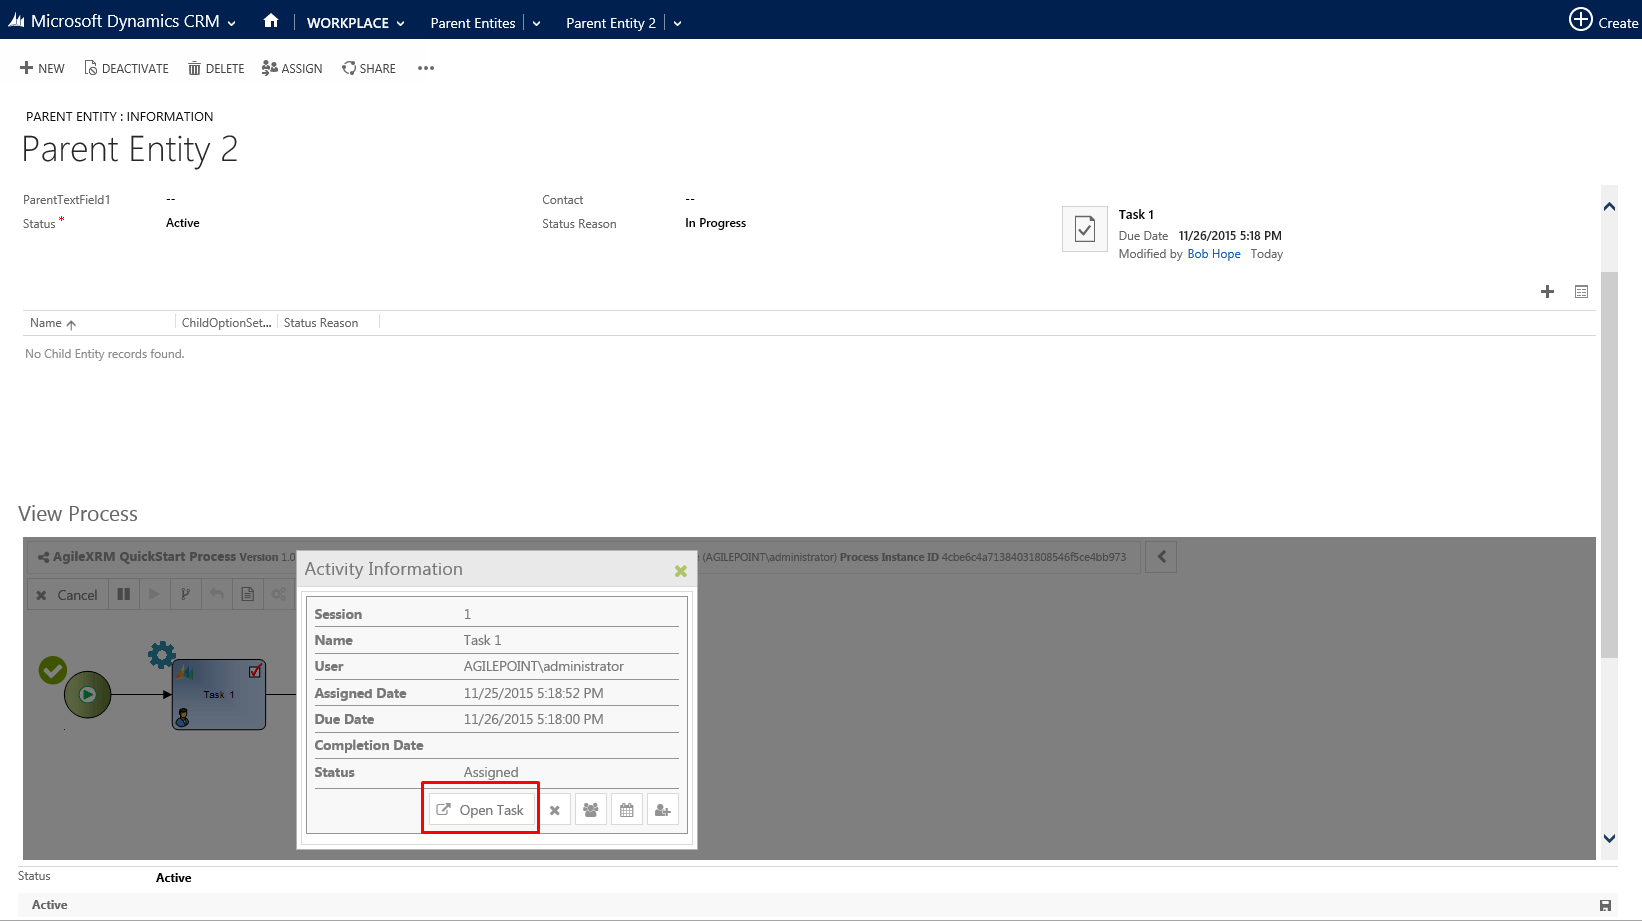 Microsoft Dynamics CRM WORKPLACE Parent Entites Parent Entity 2 Create
NEW DEACTIVATE DELETE ASSIGN SHARE
PARENT ENTITY : INFORMATION
Parent Entity 2
ParentTextField1 -- Contact --
Status * Active Status Reason In Progress
Task 1
Due Date 11/26/2015 5:18 PM
Modified by Bob Hope Today
Name ChildOptionSet... Status Reason
No Child Entity records found.
View Process
AgileXRM QuickStart Process Version 1.0 (AGILEPOINT\administrator) Process Instance ID 4cbe6c4a71384031808546f5ce4bb973
Cancel
Task 1
Activity Information
Session 1
Name Task 1
User AGILEPOINT\administrator
Assigned Date 11/25/2015 5:18:52 PM
Due Date 11/26/2015 5:18:00 PM
Completion Date
Status Assigned
Open Task
Status Active
Active